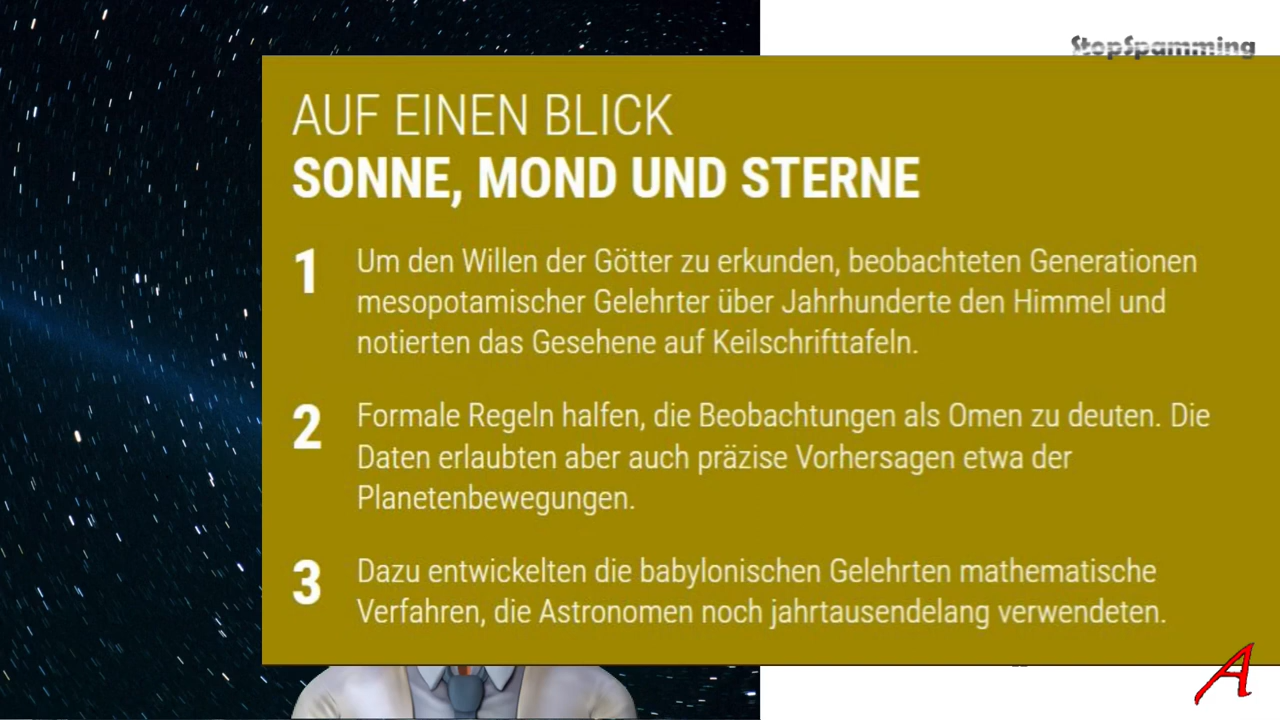 StopSpamming
AUF EINEN BLICK
SONNE, MOND UND STERNE
1 Um den Willen der Götter zu erkunden, beobachteten Generationen
mesopotamischer Gelehrter über Jahrhunderte den Himmel und
notierten das Gesehene auf Keilschrifttafeln.
2 Formale Regeln halfen, die Beobachtungen als Omen zu deuten. Die
Daten erlaubten aber auch präzise Vorhersagen etwa der
Planetenbewegungen.
3 Dazu entwickelten die babylonischen Gelehrten mathematische
Verfahren, die Astronomen noch jahrtausendelang verwendeten.
A